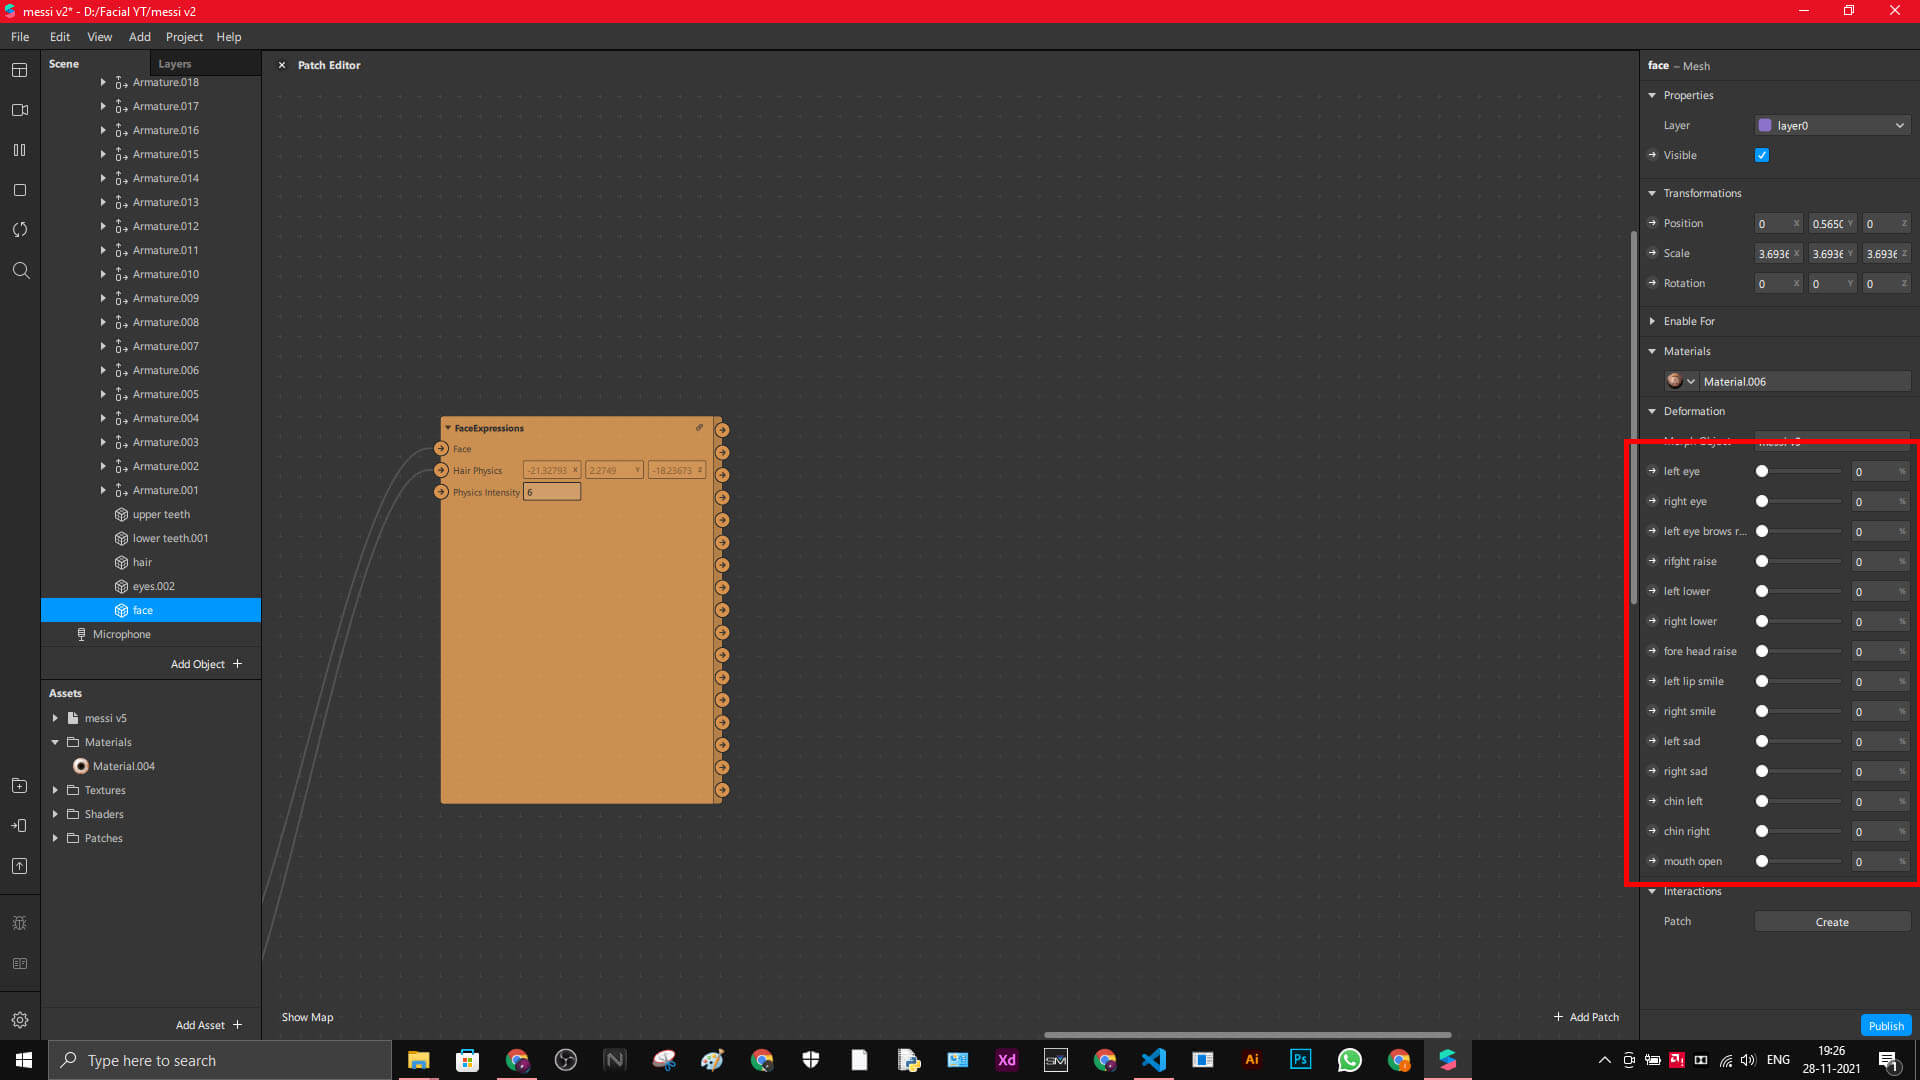 messi v2* - D:/Facial YT/messi v2
File Edit View Add Project Help
Scene Layers
Armature.018
Armature.017
Armature.016
Armature.015
Armature.014
Armature.013
Armature.012
Armature.011
Armature.010
Armature.009
Armature.008
Armature.007
Armature.006
Armature.005
Armature.004
Armature.003
Armature.002
Armature.001
upper teeth
lower teeth.001
hair
eyes.002
face
Microphone
Add Object +
Assets
messi v5
Materials
Material.004
Textures
Shaders
Patches
Add Asset +
Patch Editor
FaceExpressions
Face
Hair Physics -21.32793 X 2.2749 Y -18.23673 Z
Physics Intensity 6
Show Map
+ Add Patch
face – Mesh
Properties
Layer layer0
Visible
Transformations
Position 0 X 0.565( Y 0 Z
Scale 3.693€ X 3.693€ Y 3.693€ Z
Rotation 0 X 0 Y 0 Z
Enable For
Materials
Material.006
Deformation
left eye 0 %
right eye 0 %
left eye brows r... 0 %
rifght raise 0 %
left lower 0 %
right lower 0 %
fore head raise 0 %
left lip smile 0 %
right smile 0 %
left sad 0 %
right sad 0 %
chin left 0 %
chin right 0 %
mouth open 0 %
Interactions
Patch Create
Publish
Type here to search
N
Xd
SM
Ai
Ps
ENG
19:26
28-11-2021
1